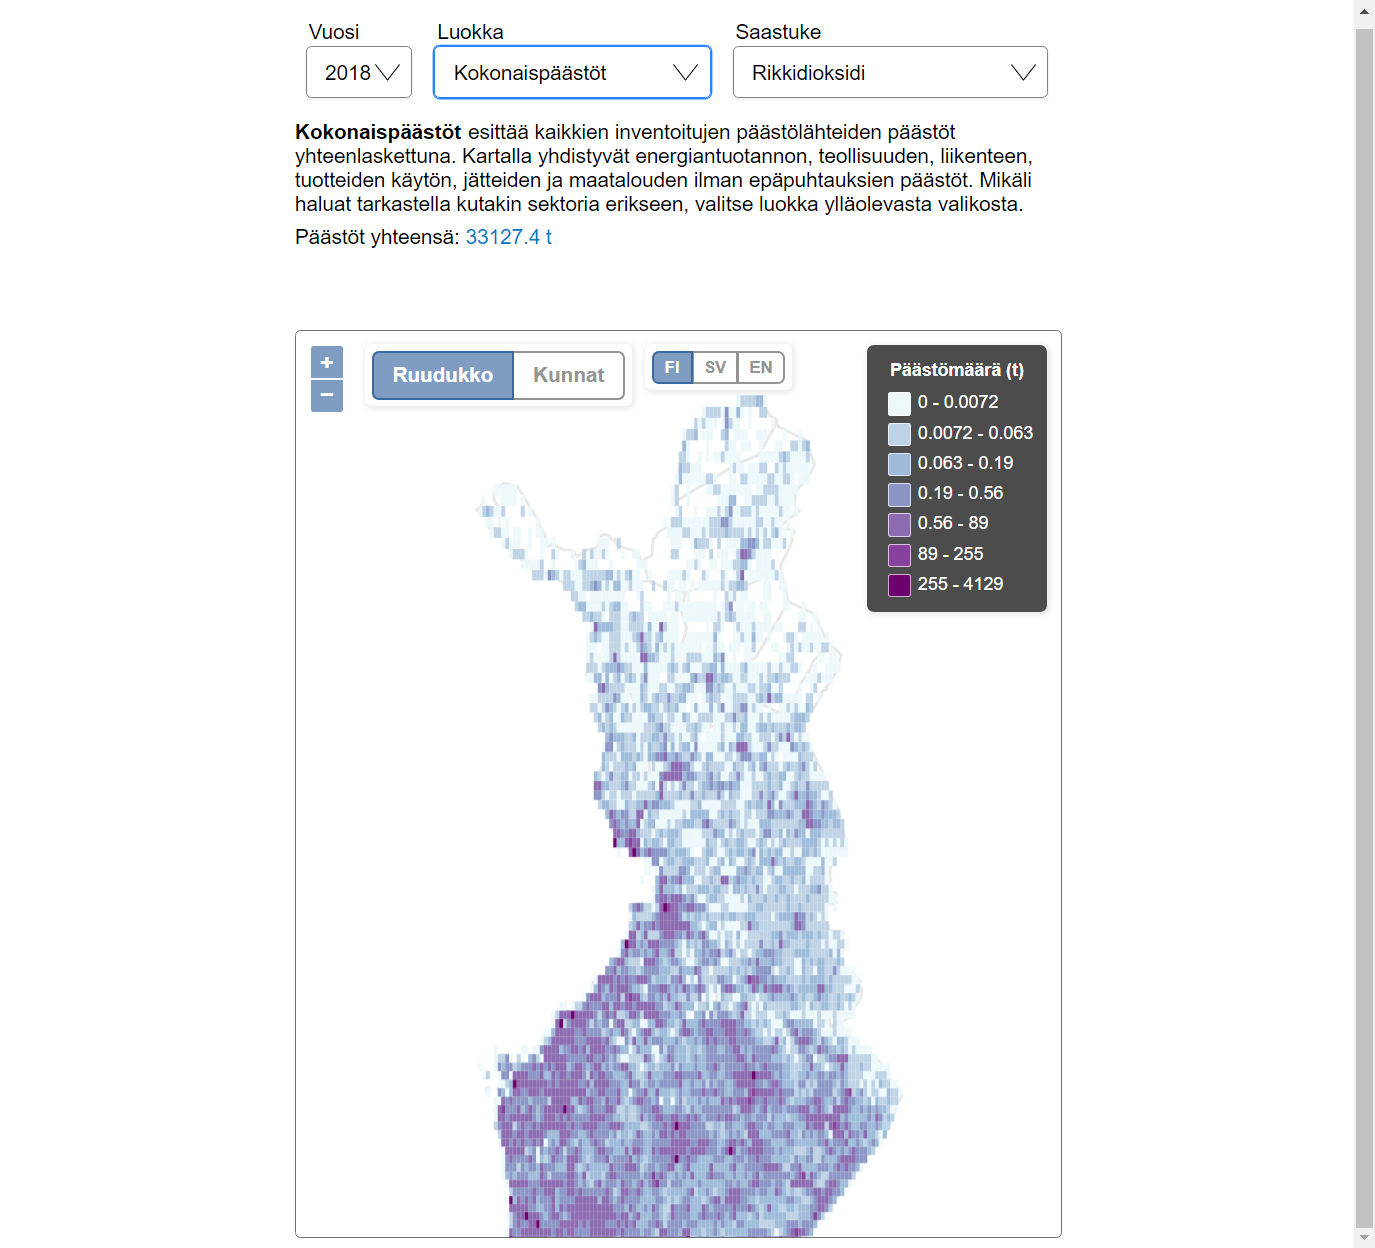 Vuosi Luokka Saastuke
2018 Kokonaispäästöt Rikkidioksidi
Kokonaispäästöt esittää kaikkien inventoitujen päästölähteiden päästöt
yhteenlaskettuna. Kartalla yhdistyvät energiantuotannon, teollisuuden, liikenteen,
tuotteiden käytön, jätteiden ja maatalouden ilman epäpuhtauksien päästöt. Mikäli
haluat tarkastella kutakin sektoria erikseen, valitse luokka ylläolevasta valikosta.
Päästöt yhteensä: 33127.4 t
+
−
Ruudukko Kunnat
FI SV EN
Päästömäärä (t)
0 - 0.0072
0.0072 - 0.063
0.063 - 0.19
0.19 - 0.56
0.56 - 89
89 - 255
255 - 4129